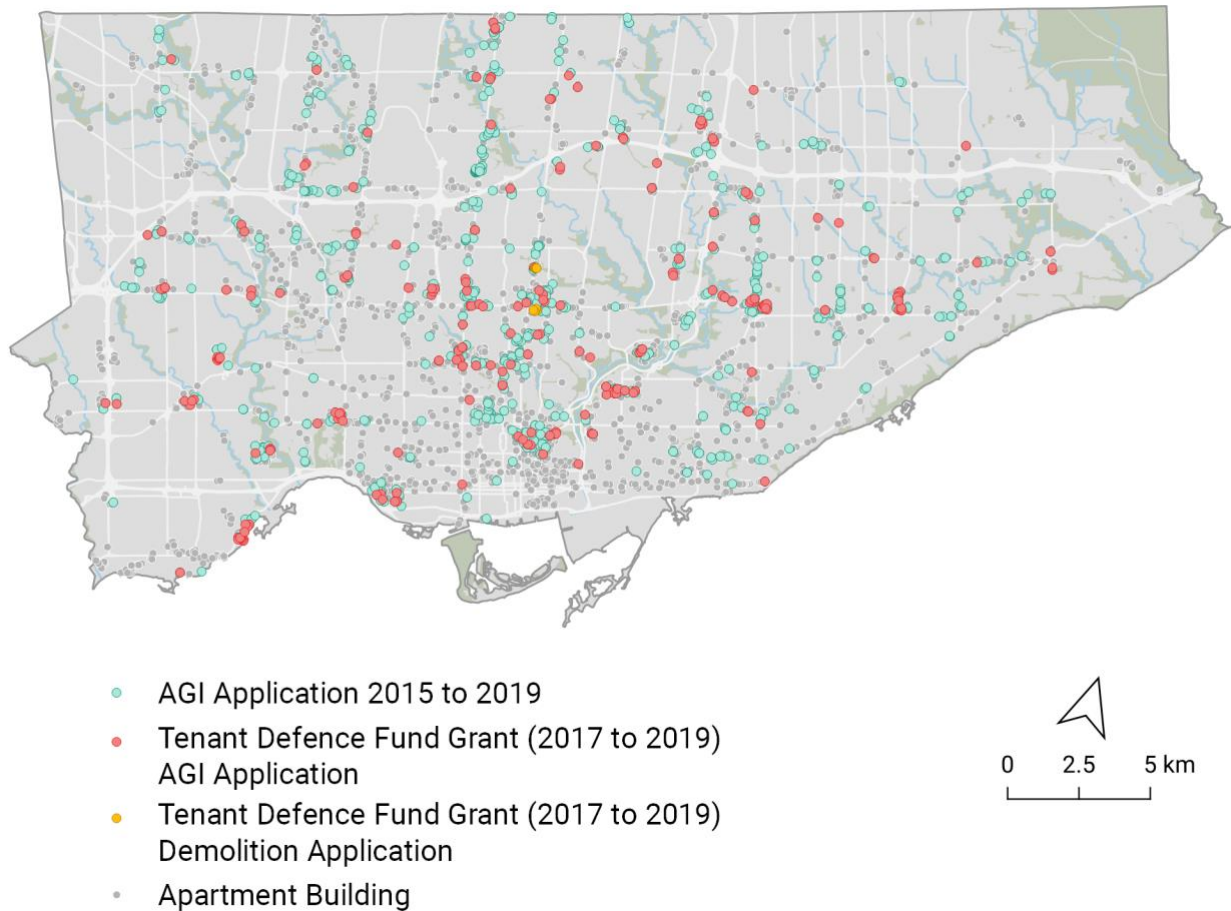 AGI Application 2015 to 2019
Tenant Defence Fund Grant (2017 to 2019)
AGI Application
Tenant Defence Fund Grant (2017 to 2019)
Demolition Application
Apartment Building
0 2.5 5 km